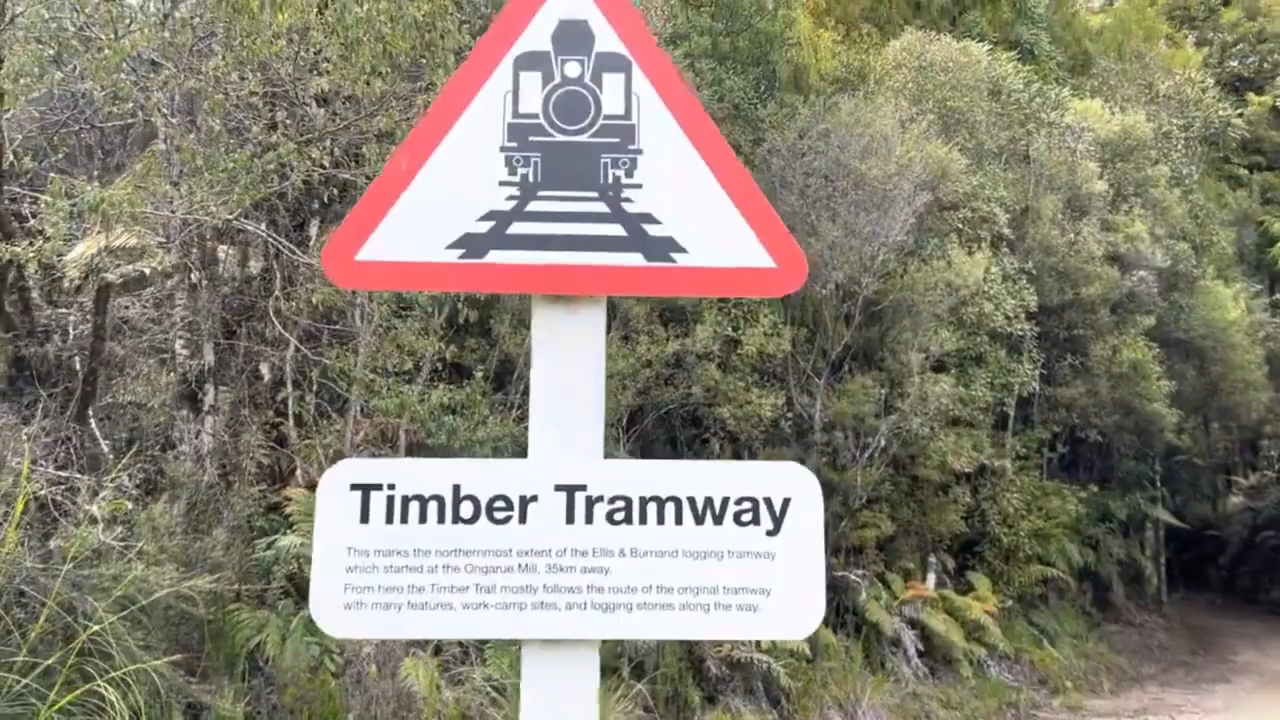 Timber Tramway
This marks the northernmost extent of the Ellis & Burnand logging tramway
which started at the Ongarue Mill, 35km away.
From here the Timber Trail mostly follows the route of the original tramway
with many features, work-camp sites, and logging stories along the way.